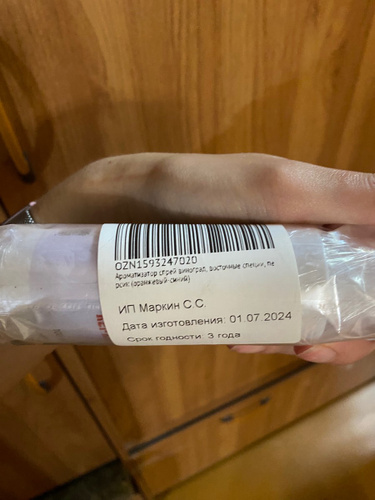 OZN1593247020
Ароматизатор спрей виноград, восточные специи, пе
рсик (оранжевый-синий)
ИП Маркин С.С.
Дата изготовления: 01.07.2024
Срок годности: 3 года